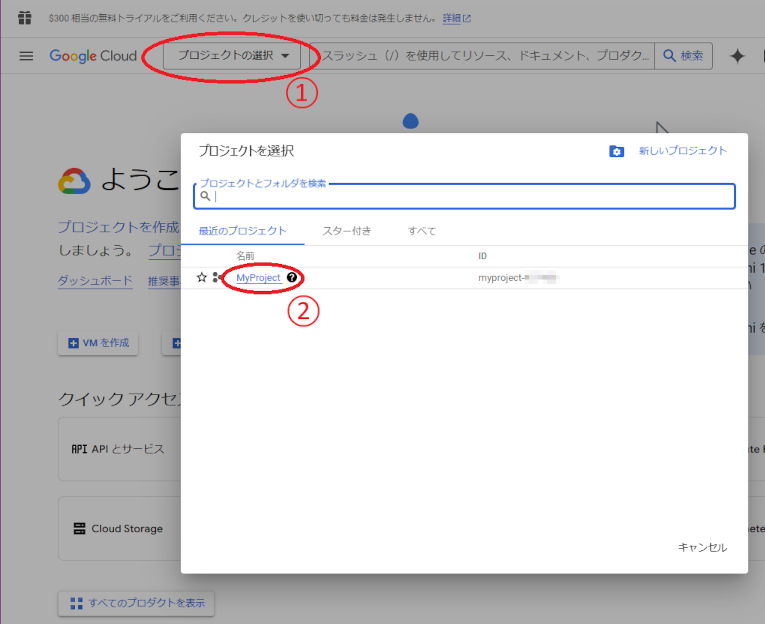 $300 相当の無料トライアルをご利用ください。クレジットを使い切っても料金は発生しません。 詳細
Google Cloud プロジェクトの選択 スラッシュ（/）を使用してリソース、ドキュメント、プロダク... 検索
①
プロジェクトを選択 新しいプロジェクト
ようこ
プロジェクトとフォルダを検索
プロジェクトを作成
最近のプロジェクト スター付き すべて
しましょう。 プロジ
名前 ID
ダッシュボード 推奨事
MyProject myproject-
②
VM を作成
クイック アクセス
API API とサービス
Cloud Storage
キャンセル
すべてのプロダクトを表示